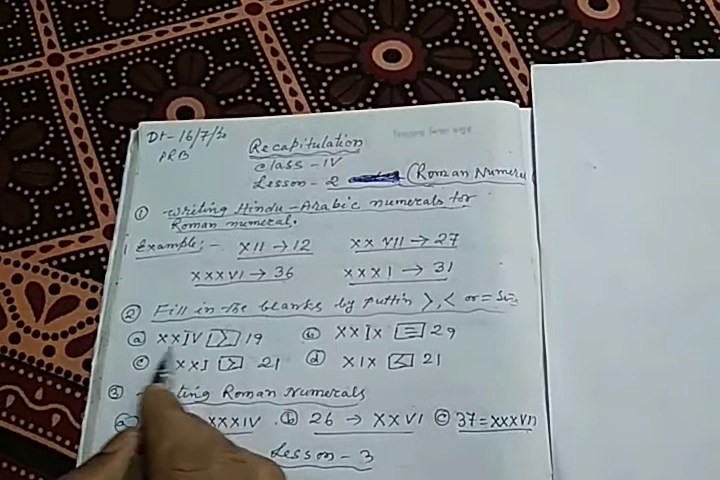 Dt - 16/7/20
PRB
Recapitulation
Class - IV
Lesson - 2 (Roman Numeru
① Writing Hindu-Arabic numerals for
Roman numeral.
Example:- XII → 12 XXVII → 27
XXXVI → 36 XXXI → 31
② Fill in the blanks by puttin >, < or =
ⓐ XXIV > 19 ⓑ XXIX = 29
ⓒ XXI > 21 ⓓ XIX < 21
③ ting Roman Numerals
ⓐ XXXIV ⓑ 26 → XXVI ⓒ 37 = XXXVII
Lesson - 3